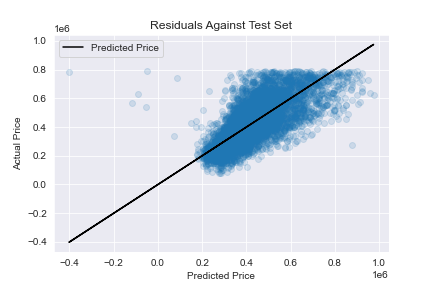 Residuals Against Test Set
1e6
Predicted Price
1.0
0.8
0.6
0.4
0.2
0.0
−0.2
−0.4
Actual Price
−0.4 −0.2 0.0 0.2 0.4 0.6 0.8 1.0
Predicted Price
1e6